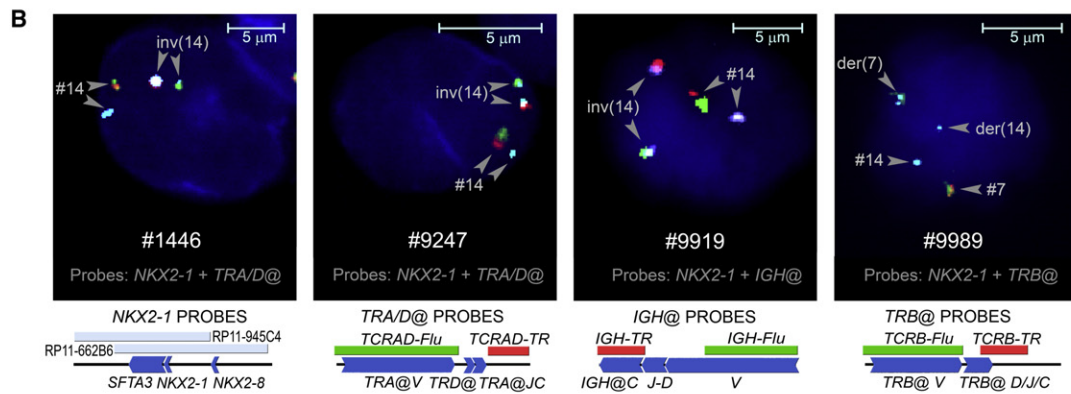 B
5 μm
inv(14)
#14
#1446
Probes: NKX2-1 + TRA/D@
5 μm
inv(14)
#14
#9247
Probes: NKX2-1 + TRA/D@
5 μm
#14
inv(14)
#9919
Probes: NKX2-1 + IGH@
5 μm
der(7)
der(14)
#14
#7
#9989
Probes: NKX2-1 + TRB@
NKX2-1 PROBES
RP11-945C4
RP11-662B6
SFTA3 NKX2-1 NKX2-8
TRA/D@ PROBES
TCRAD-Flu TCRAD-TR
TRA@V TRD@ TRA@JC
IGH@ PROBES
IGH-TR IGH-Flu
IGH@C J-D V
TRB@ PROBES
TCRB-Flu TCRB-TR
TRB@ V TRB@ D/J/C